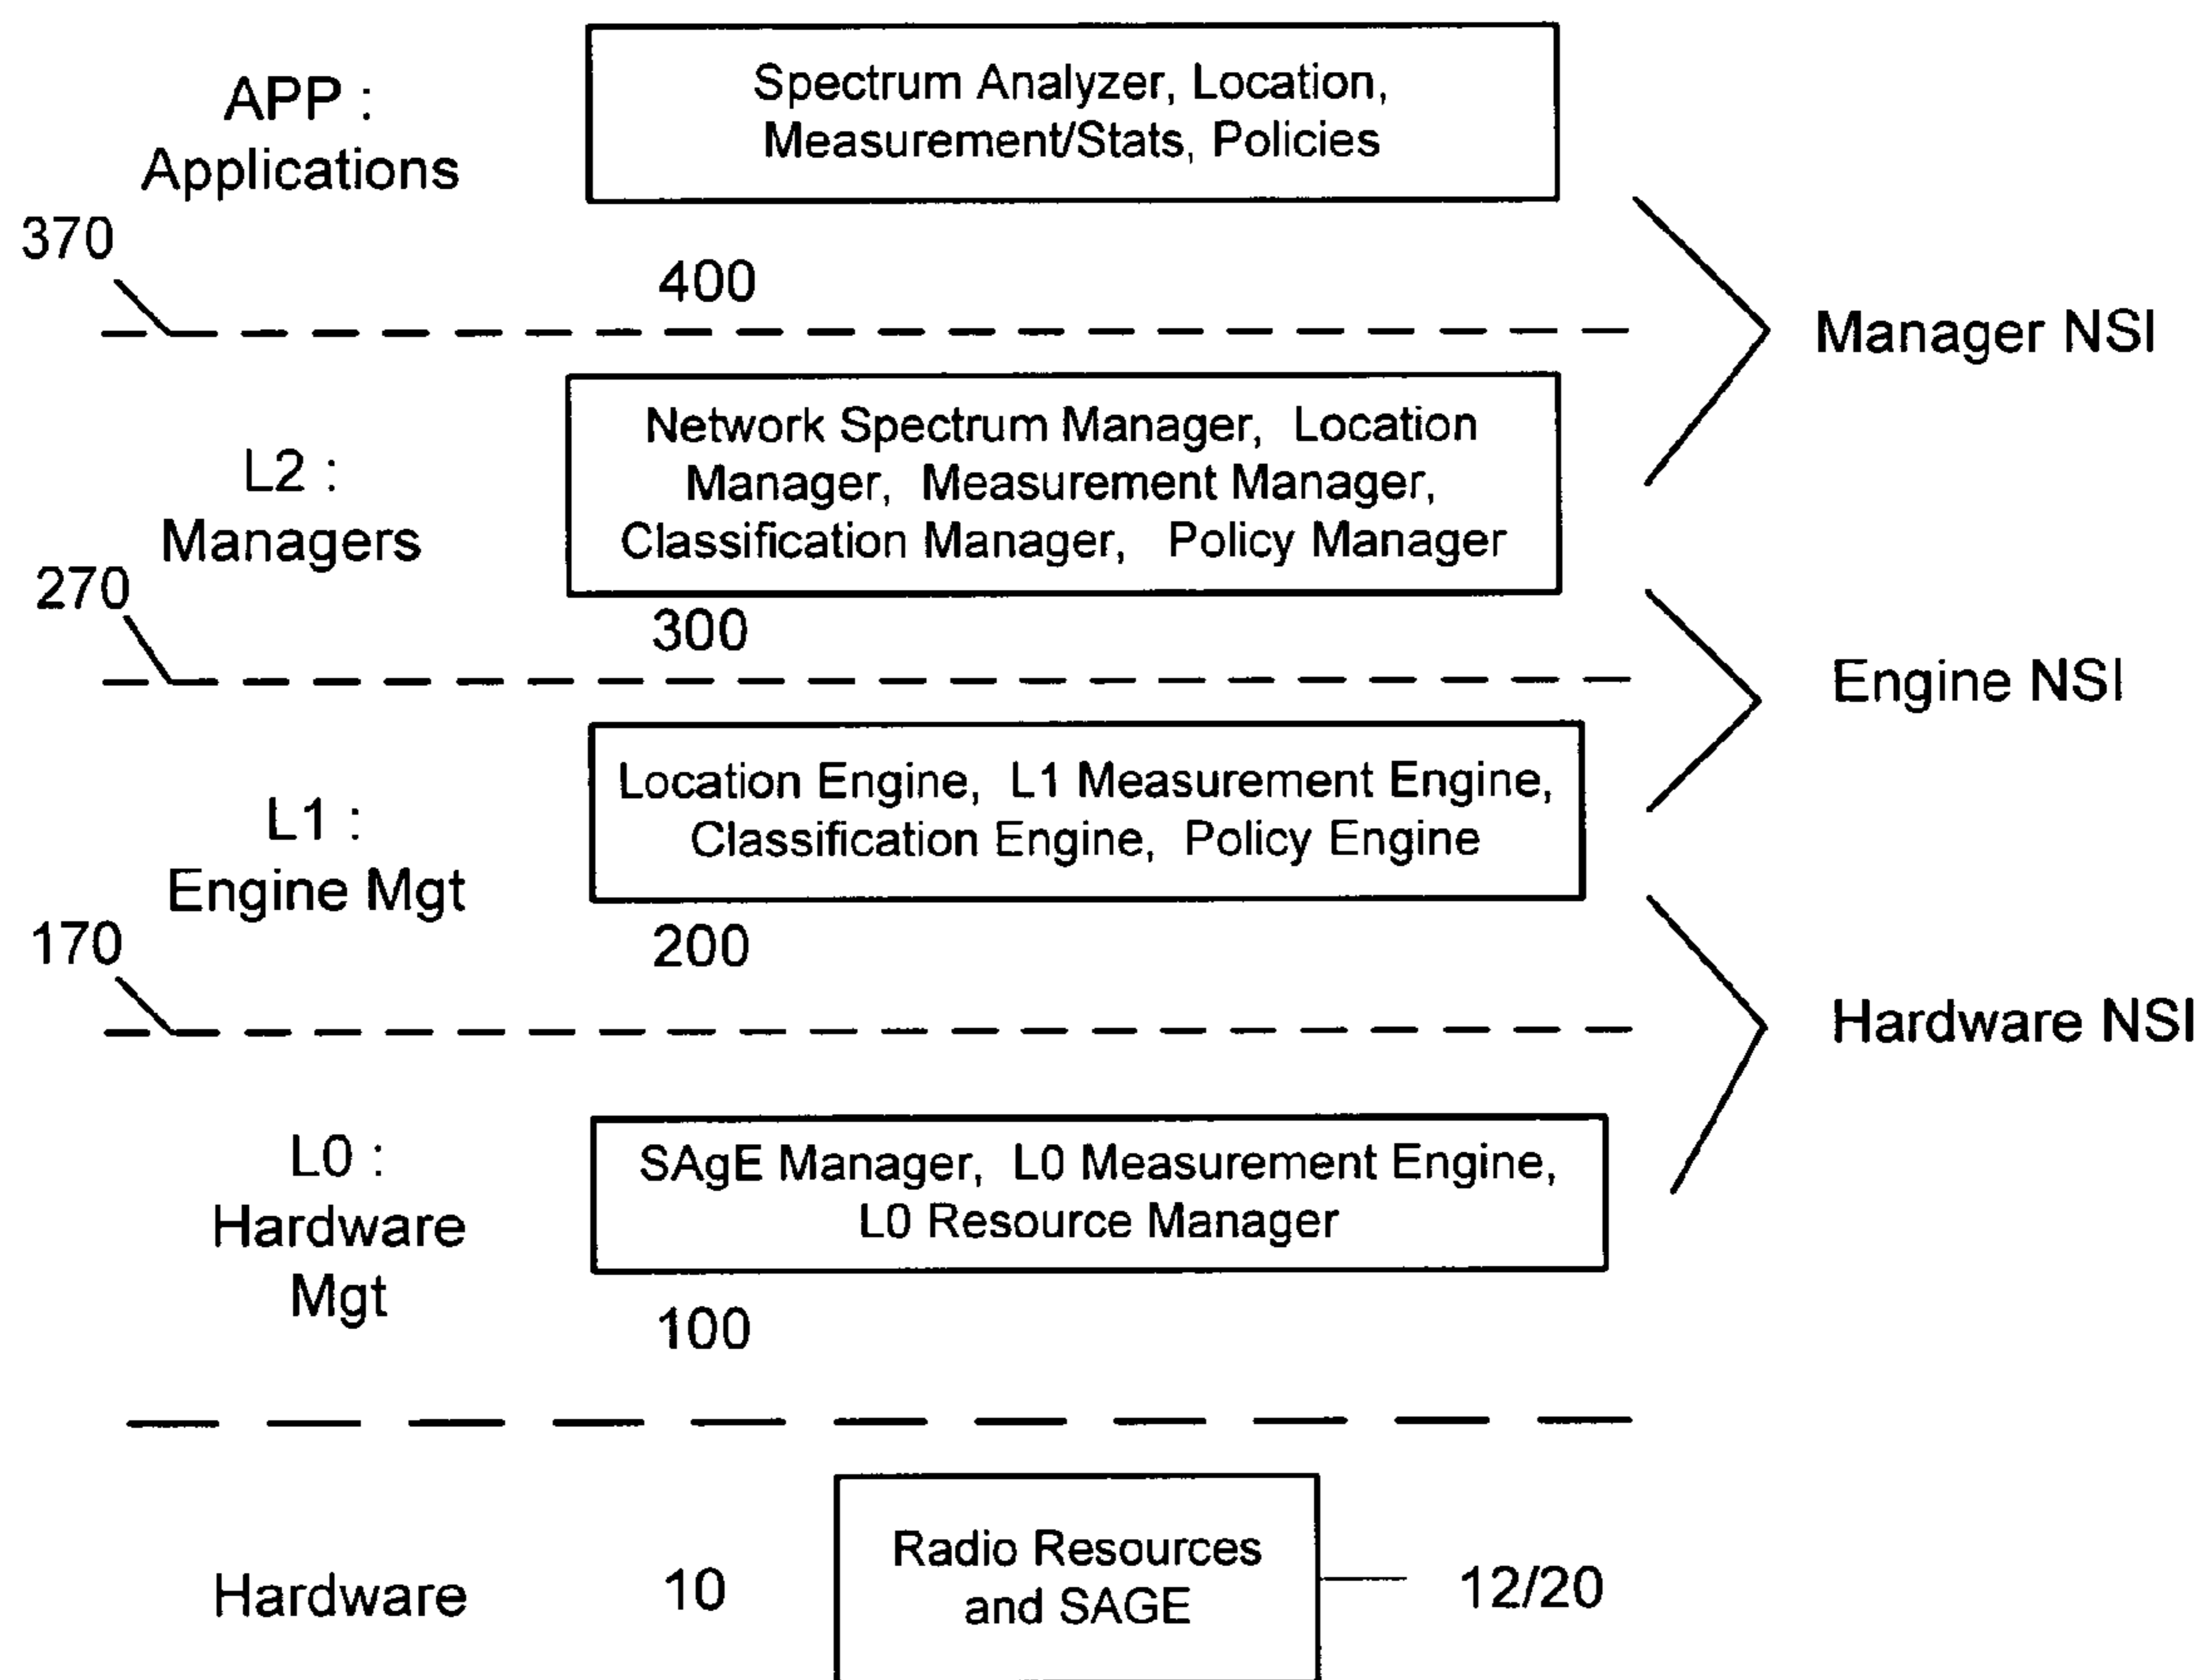 APP :
Applications
Spectrum Analyzer, Location,
Measurement/Stats, Policies
370
400
Manager NSI
L2 :
Managers
Network Spectrum Manager, Location
Manager, Measurement Manager,
Classification Manager, Policy Manager
270
300
Engine NSI
L1 :
Engine Mgt
Location Engine, L1 Measurement Engine,
Classification Engine, Policy Engine
170
200
Hardware NSI
L0 :
Hardware
Mgt
SAgE Manager, L0 Measurement Engine,
L0 Resource Manager
100
Hardware
10
Radio Resources
and SAGE
12/20